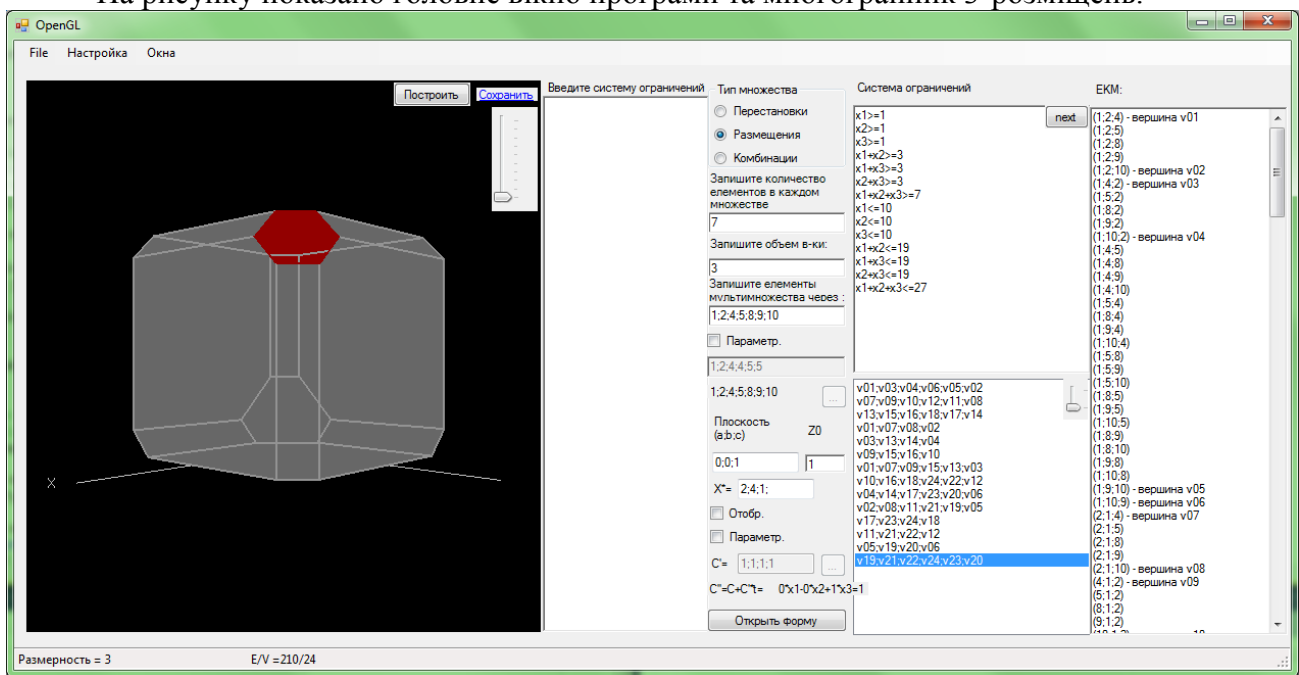 На рисунку показано головне вікно програми та многогранник 3-розміщень.
OpenGL
File Настройка Окна
Построить Сохранить
X
Введите систему ограничений
Тип множества
Перестановки
Размещения
Комбинации
Запишите количество
елементов в каждом
множестве
7
Запишите объем в-ки:
3
Запишите елементы
мультимножества через :
1;2;4;5;8;9;10
Параметр.
1;2;4;4;5;5
1;2;4;5;8;9;10 ...
Плоскость
(a;b;c) Z0
0;0;1 1
X*= 2;4;1;
Отобр.
Параметр.
C'= 1;1;1;1 ...
C''=C+C'*t= 0*x1-0*x2+1*x3=1
Открыть форму
Система ограничений
next
x1>=1
x2>=1
x3>=1
x1+x2>=3
x1+x3>=3
x2+x3>=3
x1+x2+x3>=7
x1<=10
x2<=10
x3<=10
x1+x2<=19
x1+x3<=19
x2+x3<=19
x1+x2+x3<=27
v01;v03;v04;v06;v05;v02
v07;v09;v10;v12;v11;v08
v13;v15;v16;v18;v17;v14
v01;v07;v08;v02
v03;v13;v14;v04
v09;v15;v16;v10
v01;v07;v09;v15;v13;v03
v10;v16;v18;v24;v22;v12
v04;v14;v17;v23;v20;v06
v02;v08;v11;v21;v19;v05
v17;v23;v24;v18
v11;v21;v22;v12
v05;v19;v20;v06
v19;v21;v22;v24;v23;v20
ЕКМ:
(1;2;4) - вершина v01
(1;2;5)
(1;2;8)
(1;2;9)
(1;2;10) - вершина v02
(1;4;2) - вершина v03
(1;5;2)
(1;8;2)
(1;9;2)
(1;10;2) - вершина v04
(1;4;5)
(1;4;8)
(1;4;9)
(1;4;10)
(1;5;4)
(1;8;4)
(1;9;4)
(1;10;4)
(1;5;8)
(1;5;9)
(1;5;10)
(1;8;5)
(1;9;5)
(1;10;5)
(1;8;9)
(1;8;10)
(1;9;8)
(1;10;8)
(1;9;10) - вершина v05
(1;10;9) - вершина v06
(2;1;4) - вершина v07
(2;1;5)
(2;1;8)
(2;1;9)
(2;1;10) - вершина v08
(4;1;2) - вершина v09
(5;1;2)
(8;1;2)
(9;1;2)
Размерность = 3 E/V =210/24